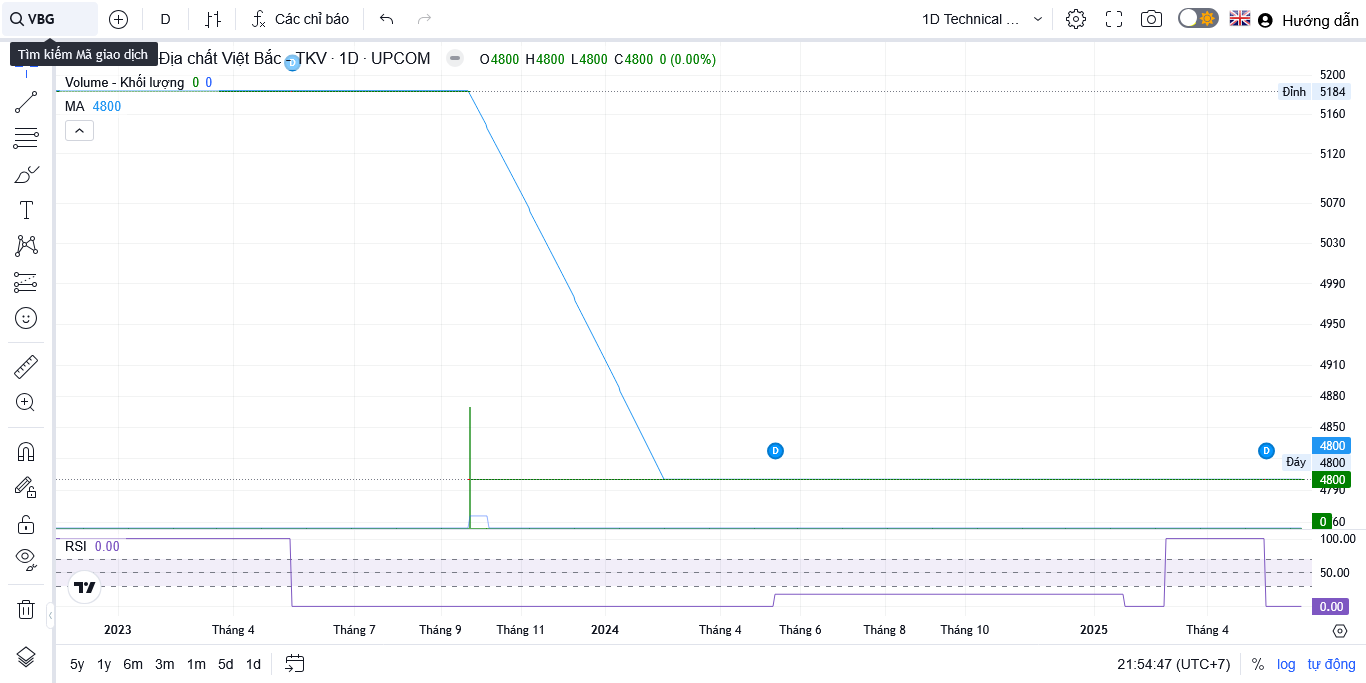 VBG
D
Các chỉ báo
1D Technical ...
Hướng dẫn
Tìm kiếm Mã giao dịch
Địa chất Việt Bắc - TKV · 1D · UPCOM
O4800 H4800 L4800 C4800 0 (0.00%)
D
Volume - Khối lượng 0 0
MA 4800
5200
Đỉnh 5184
5160
5120
5070
5030
4990
4950
4910
4880
4850
D
D
4800
Đáy 4800
4800
4790
0
60
RSI 0.00
100.00
50.00
0.00
2023
Tháng 4
Tháng 7
Tháng 9
Tháng 11
2024
Tháng 4
Tháng 6
Tháng 8
Tháng 10
2025
Tháng 4
5y 1y 6m 3m 1m 5d 1d
21:54:47 (UTC+7)
% log tự động